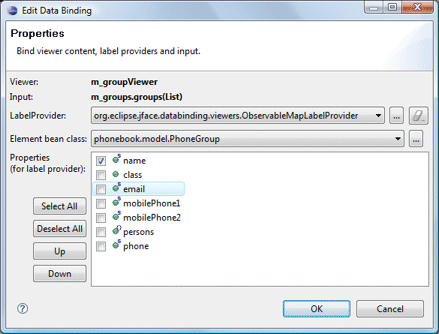 Edit Data Binding
Properties
Bind viewer content, label providers and input.
Viewer: m_groupViewer
Input: m_groups.groups(List)
LabelProvider: org.eclipse.jface.databinding.viewers.ObservableMapLabelProvider ...
Element bean class: phonebook.model.PhoneGroup ...
Properties
(for label provider):
name
class
email
mobilePhone1
mobilePhone2
persons
phone
Select All
Deselect All
Up
Down
?
OK Cancel